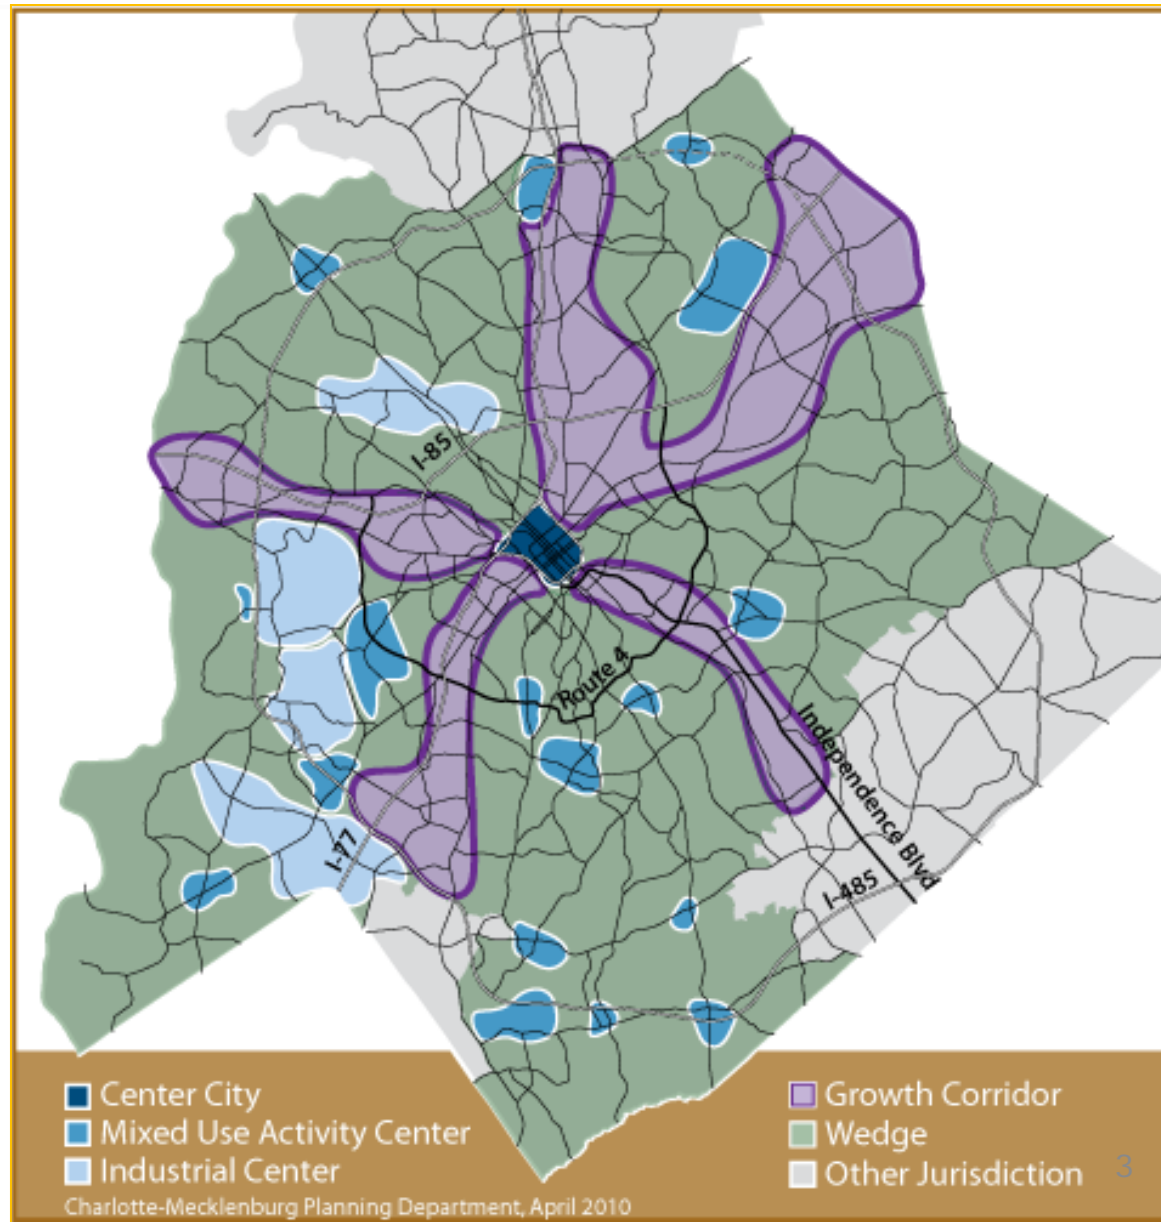 I-85
Route 4
Independence Blvd
I-77
I-485
Center City
Mixed Use Activity Center
Industrial Center
Growth Corridor
Wedge
Other Jurisdiction
3
Charlotte-Mecklenburg Planning Department, April 2010